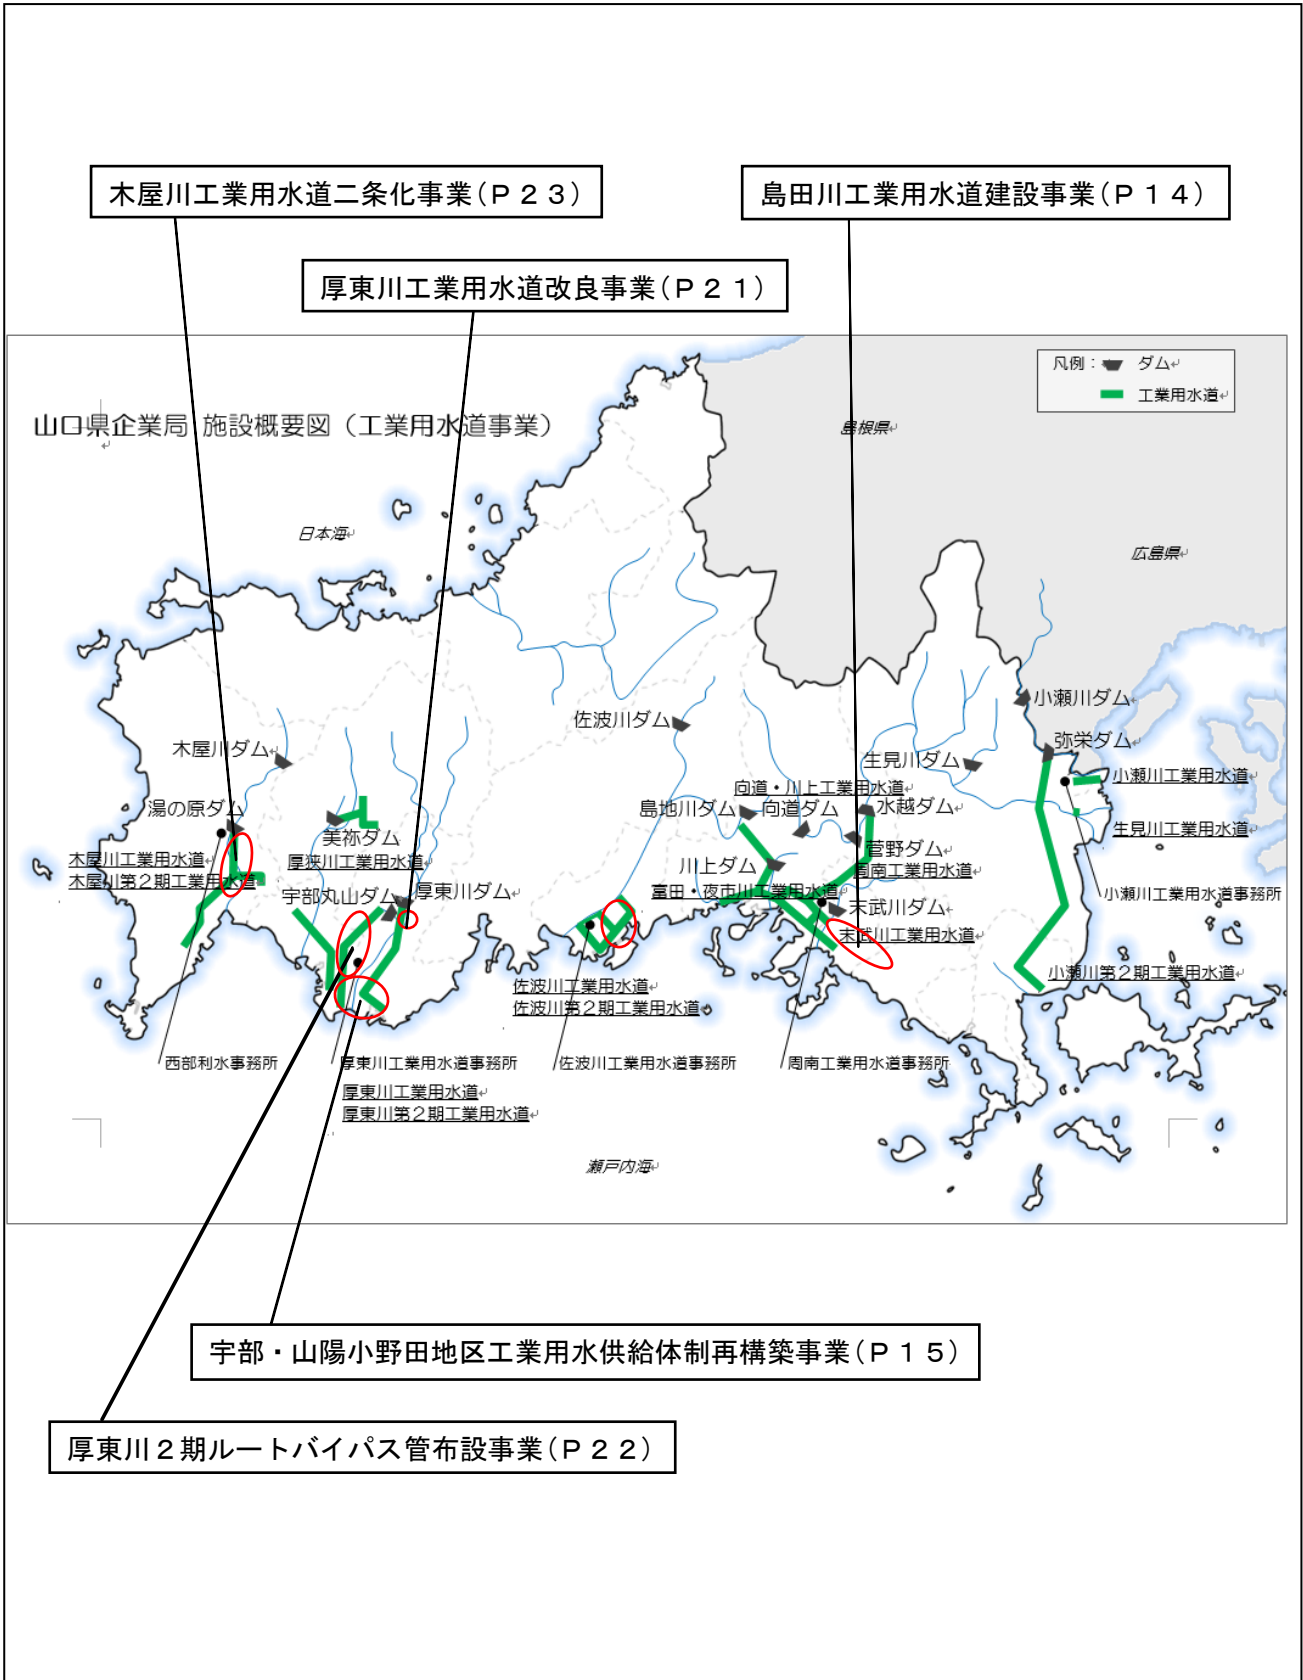 木屋川工業用水道二条化事業(P23)
島田川工業用水道建設事業(P14)
厚東川工業用水道改良事業(P21)
凡例： ダム
工業用水道
山口県企業局 施設概要図（工業用水道事業）
島根県
日本海
広島県
小瀬川ダム
佐波川ダム
弥栄ダム
木屋川ダム
生見川ダム
小瀬川工業用水道
向道・川上工業用水道
湯の原ダム
島地川ダム
向道ダム
水越ダム
生見川工業用水道
美祢ダム
菅野ダム
木屋川工業用水道
厚狭川工業用水道
川上ダム
周南工業用水道
木屋川第２期工業用水道
宇部丸山ダム
厚東川ダム
富田・夜市川工業用水道
小瀬川工業用水道事務所
末武川ダム
末武川工業用水道
小瀬川第２期工業用水道
佐波川工業用水道
佐波川第２期工業用水道
西部利水事務所
厚東川工業用水道事務所
佐波川工業用水道事務所
周南工業用水道事務所
厚東川工業用水道
厚東川第２期工業用水道
瀬戸内海
宇部・山陽小野田地区工業用水供給体制再構築事業(P15)
厚東川２期ルートバイパス管布設事業(P22)